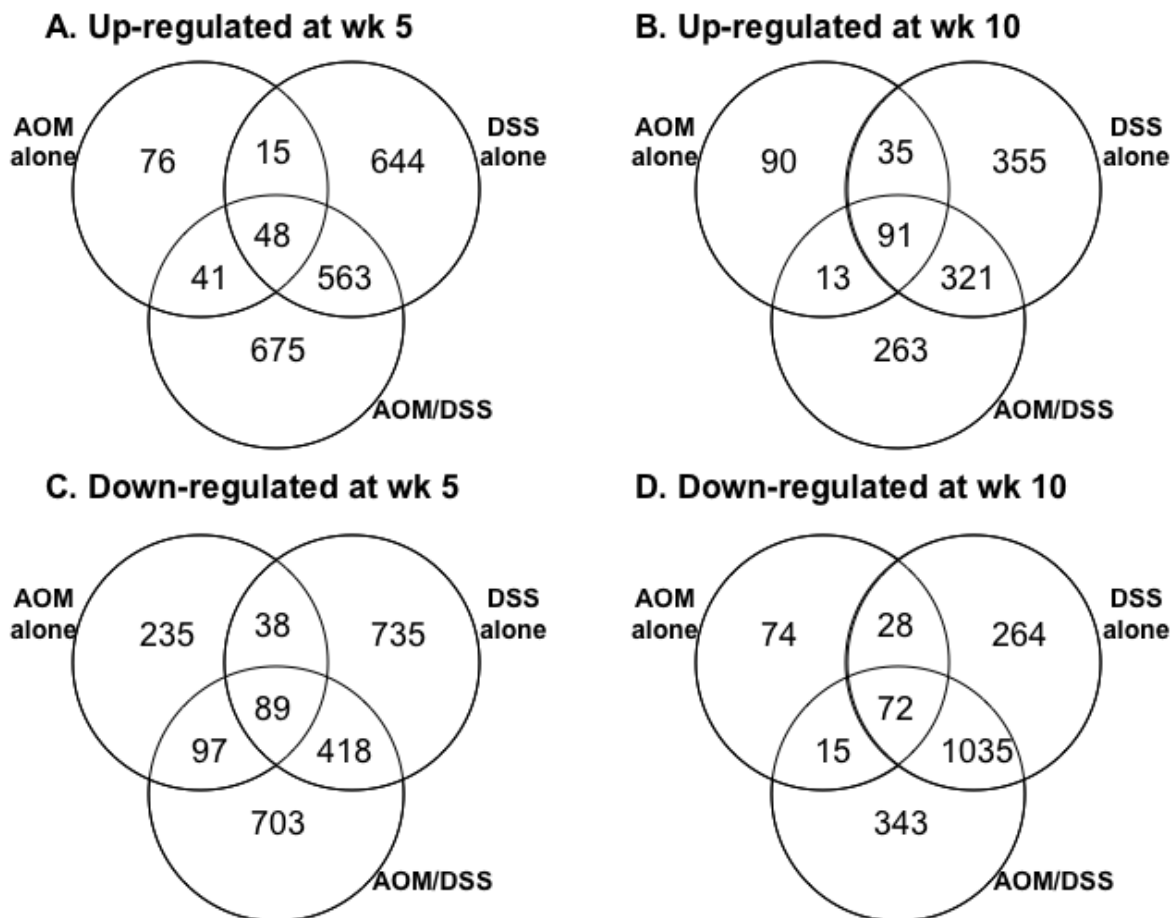 A. Up-regulated at wk 5
AOM
alone
76
15
644
DSS
alone
48
41
563
675
AOM/DSS
B. Up-regulated at wk 10
90
35
355
DSS
alone
91
13
321
263
AOM/DSS
C. Down-regulated at wk 5
AOM
alone
235
38
735
DSS
alone
89
97
418
703
AOM/DSS
D. Down-regulated at wk 10
AOM
alone
74
28
264
DSS
alone
72
15
1035
343
AOM/DSS